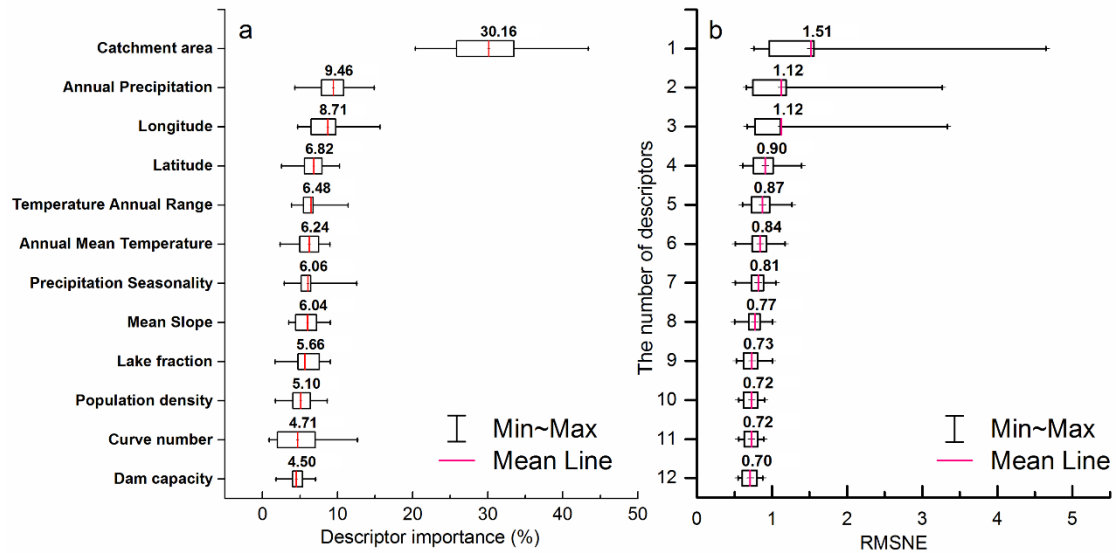 a
Catchment area 30.16
Annual Precipitation 9.46
Longitude 8.71
Latitude 6.82
Temperature Annual Range 6.48
Annual Mean Temperature 6.24
Precipitation Seasonality 6.06
Mean Slope 6.04
Lake fraction 5.66
Population density 5.10
Curve number 4.71
Dam capacity 4.50
Min~Max
Mean Line
0 10 20 30 40 50
Descriptor importance (%)
b
The number of descriptors
1 1.51
2 1.12
3 1.12
4 0.90
5 0.87
6 0.84
7 0.81
8 0.77
9 0.73
10 0.72
11 0.72
12 0.70
Min~Max
Mean Line
0 1 2 3 4 5
RMSNE